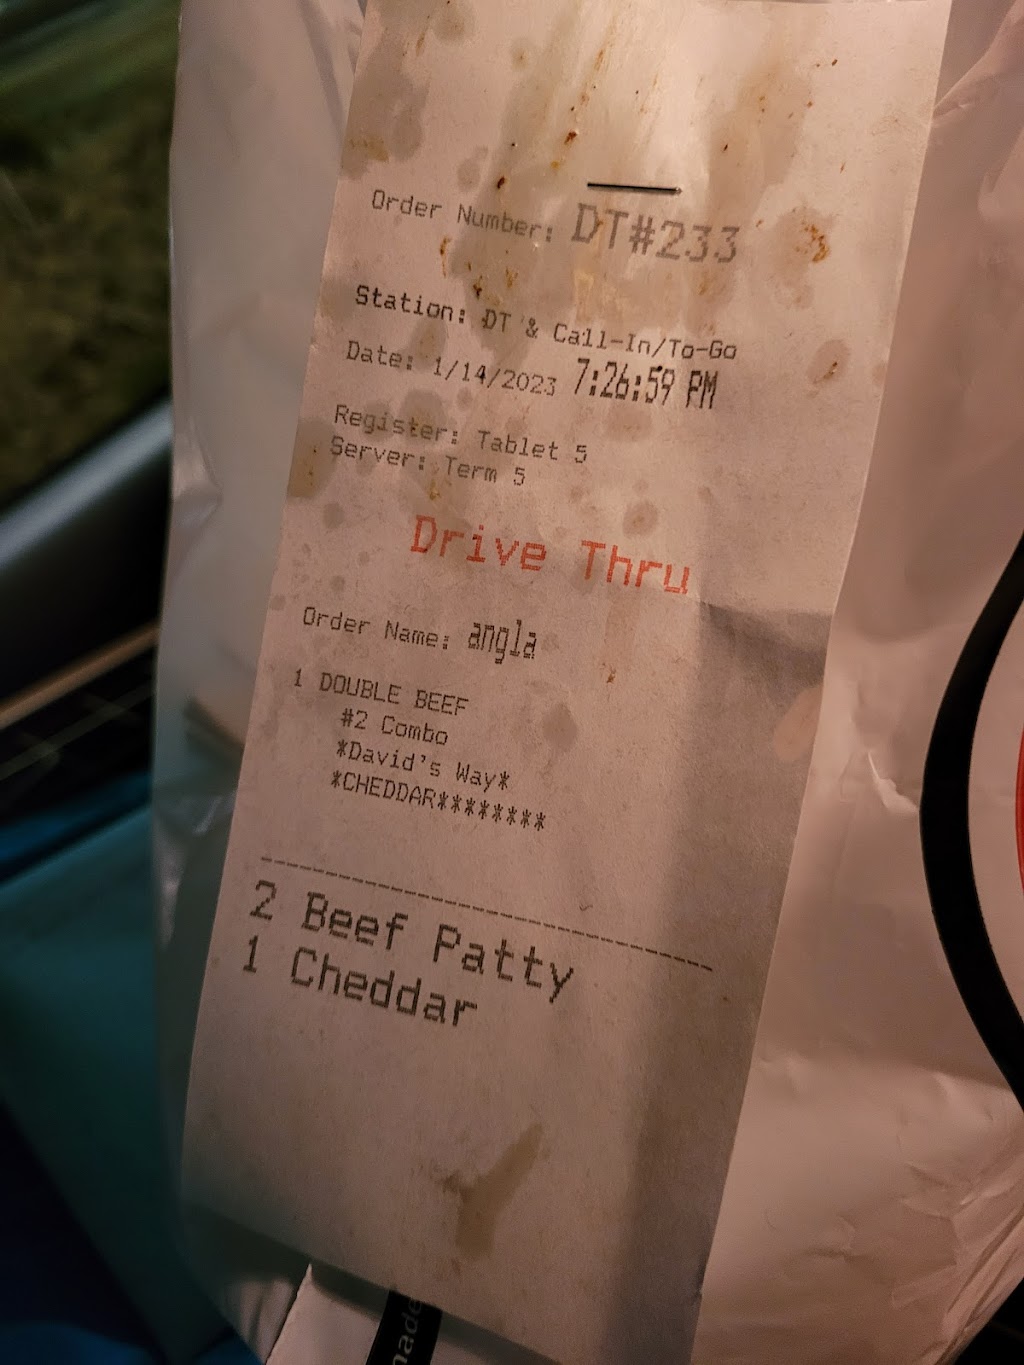 Order Number: DT#233
Station: DT & Call-In/To-Go
Date: 1/14/2023 7:26:59 PM
Register: Tablet 5
Server: Term 5
Drive Thru
Order Name: angla
1 DOUBLE BEEF
#2 Combo
*David's Way*
*CHEDDAR********
2 Beef Patty
1 Cheddar